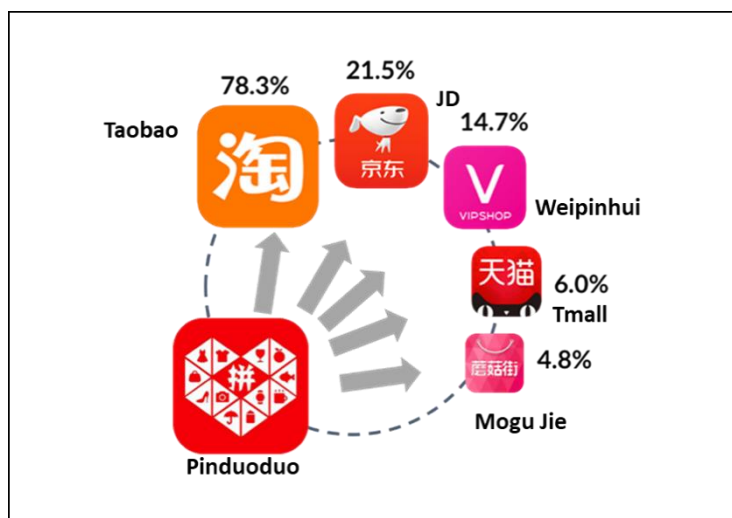 78.3%
Taobao
淘
21.5%
JD
京东
14.7%
V
VIPSHOP
Weipinhui
天猫
6.0%
Tmall
蘑菇街
4.8%
Mogu Jie
拼
Pinduoduo